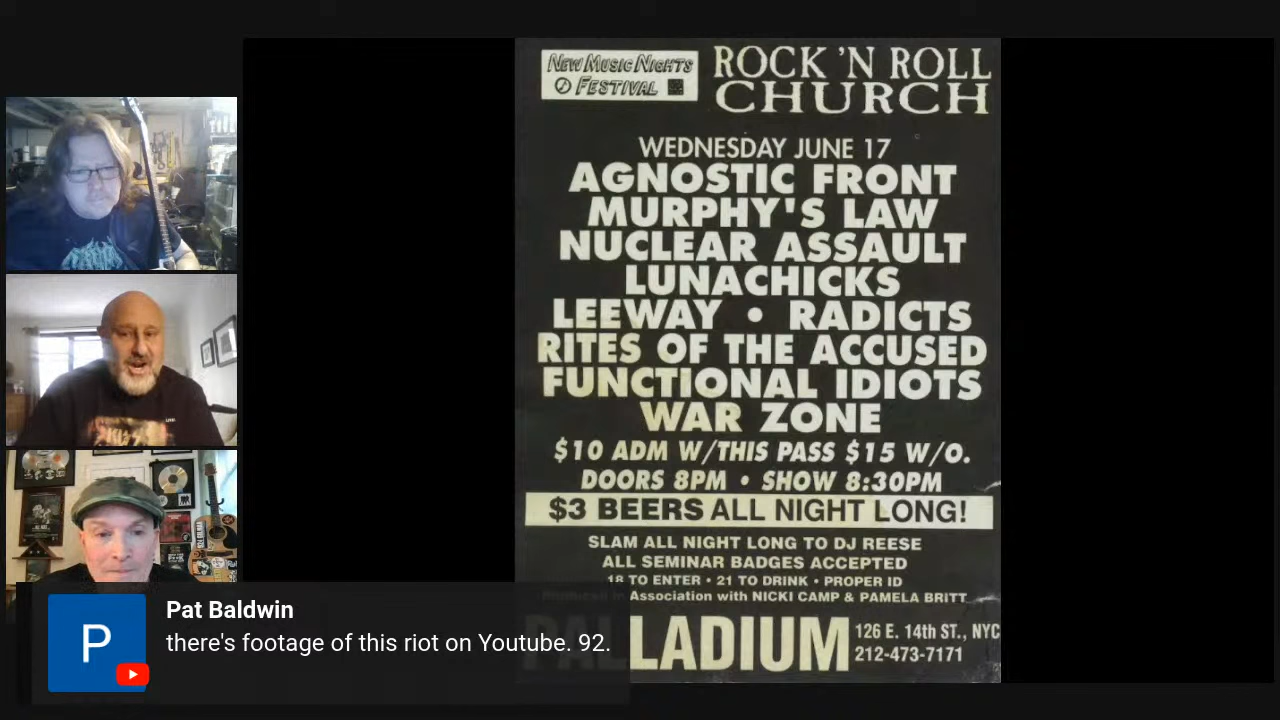 NEW MUSIC NIGHTS
FESTIVAL
ROCK 'N ROLL
CHURCH
WEDNESDAY JUNE 17
AGNOSTIC FRONT
MURPHY'S LAW
NUCLEAR ASSAULT
LUNACHICKS
LEEWAY • RADICTS
RITES OF THE ACCUSED
FUNCTIONAL IDIOTS
WAR ZONE
$10 ADM W/THIS PASS $15 W/O.
DOORS 8PM • SHOW 8:30PM
$3 BEERS ALL NIGHT LONG!
SLAM ALL NIGHT LONG TO DJ REESE
ALL SEMINAR BADGES ACCEPTED
18 TO ENTER • 21 TO DRINK • PROPER ID
Produced in Association with NICKI CAMP & PAMELA BRITT
PALLADIUM
126 E. 14th ST., NYC
212-473-7171
P
Pat Baldwin
there's footage of this riot on Youtube. 92.